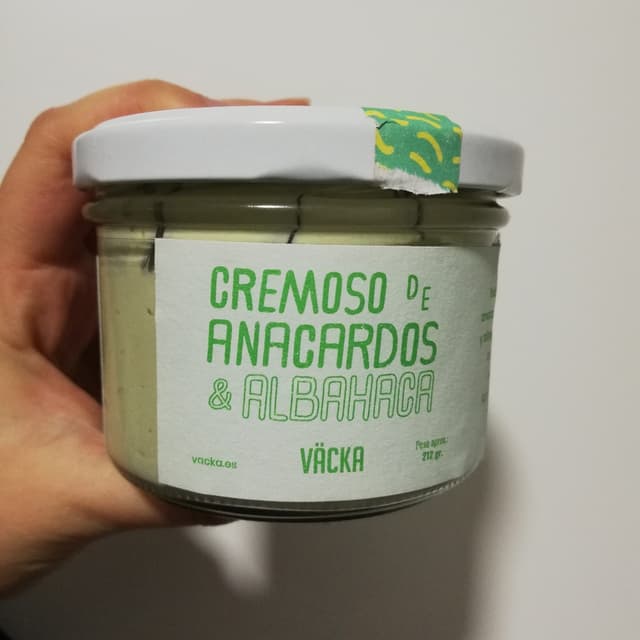 CREMOSO DE
ANACARDOS
& ALBAHACA
VÄCKA
vacka.es
Peso aprox.:
212 gr.